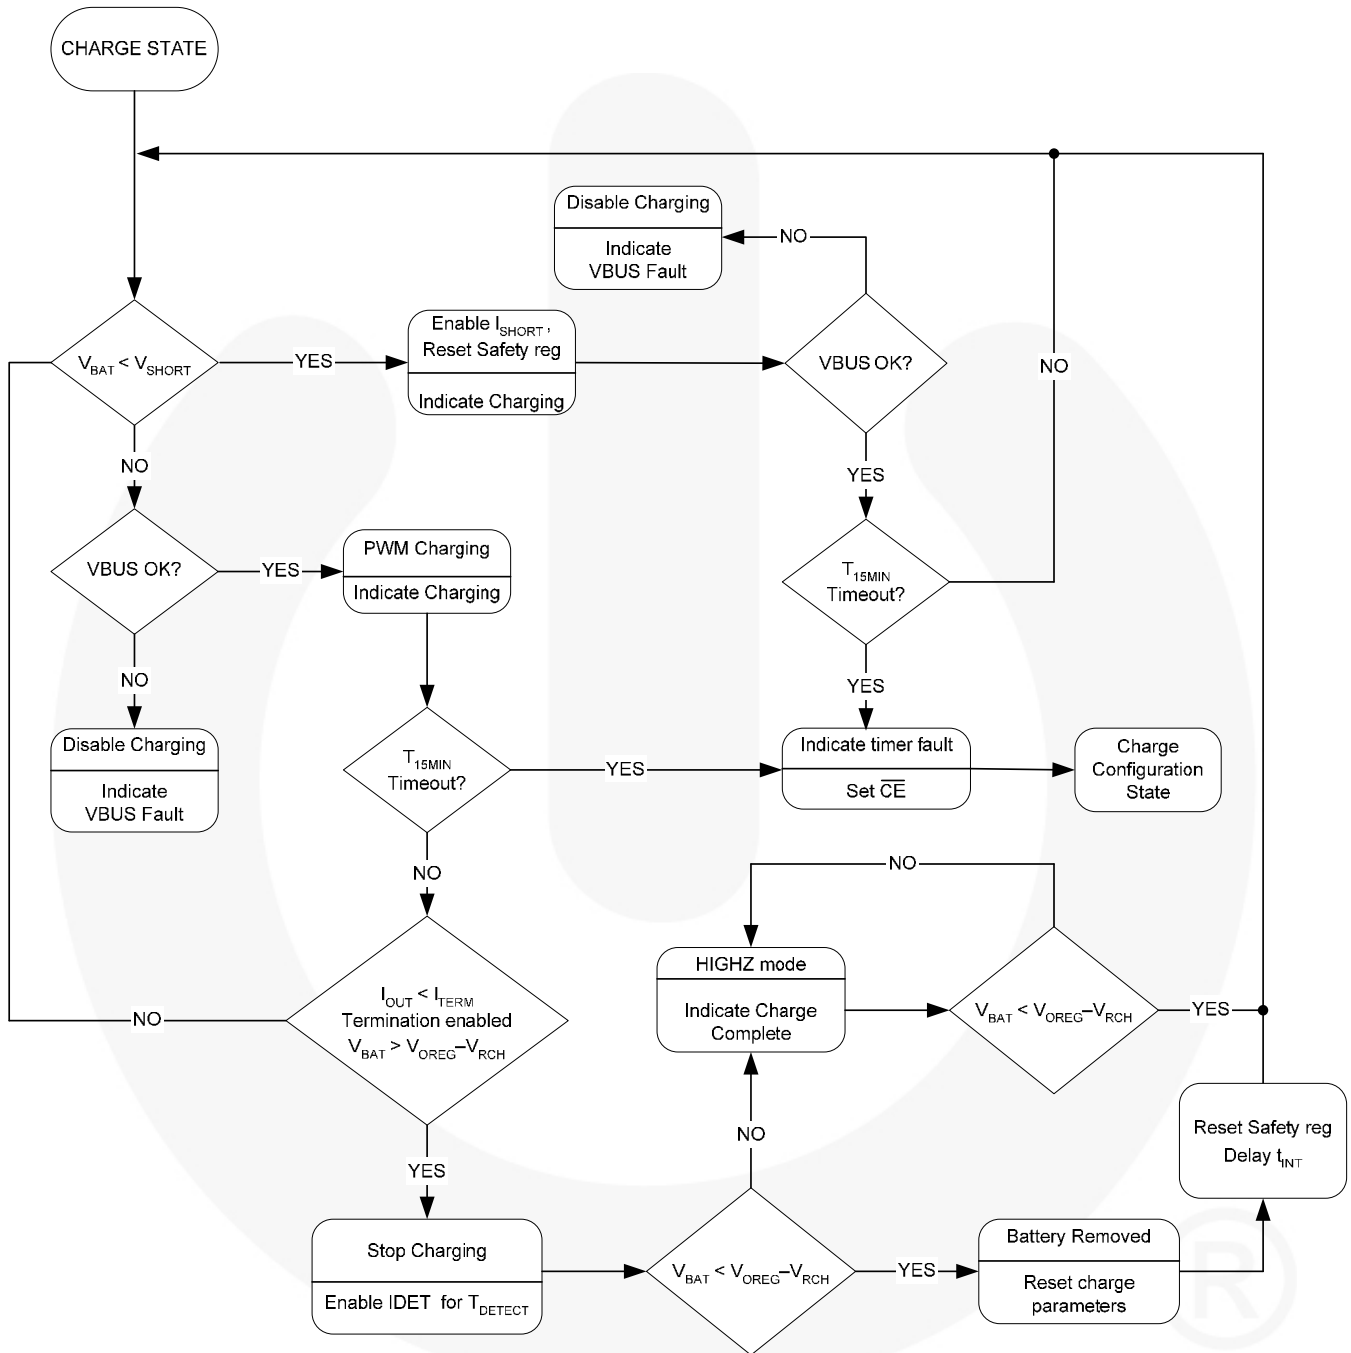 CHARGE STATE
Disable Charging
NO
Indicate
VBUS Fault
Enable I_SHORT,
Reset Safety reg
Indicate Charging
V_BAT < V_SHORT
YES
VBUS OK?
NO
NO
YES
VBUS OK?
YES
PWM Charging
Indicate Charging
T_15MIN
Timeout?
NO
YES
Disable Charging
Indicate
VBUS Fault
T_15MIN
Timeout?
YES
Indicate timer fault
Set C̅E̅
Charge
Configuration
State
NO
NO
HIGHZ mode
Indicate Charge
Complete
V_BAT < V_OREG–V_RCH
YES
I_OUT < I_TERM
Termination enabled
V_BAT > V_OREG–V_RCH
NO
YES
NO
Reset Safety reg
Delay t_INT
Stop Charging
Enable IDET for T_DETECT
V_BAT < V_OREG–V_RCH
YES
Battery Removed
Reset charge
parameters
®